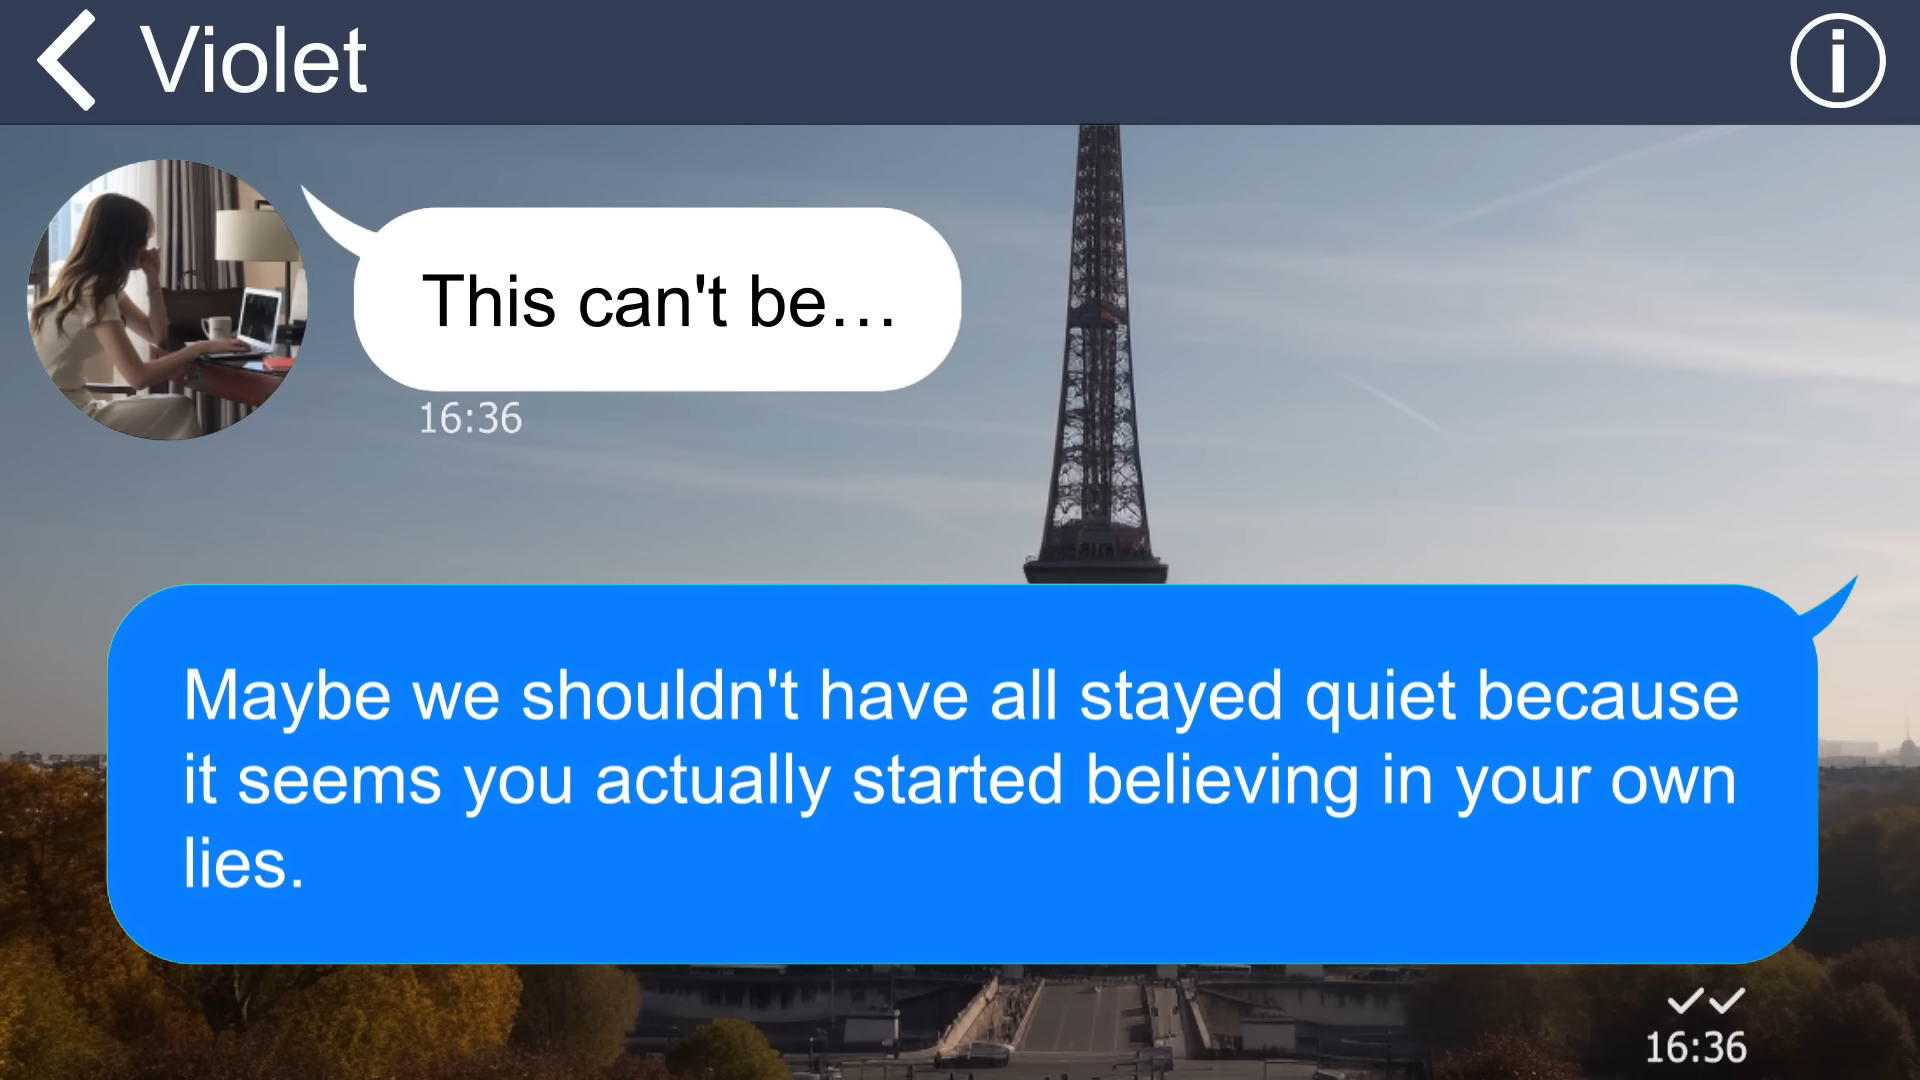 Violet
This can't be…
16:36
Maybe we shouldn't have all stayed quiet because
it seems you actually started believing in your own
lies.
16:36